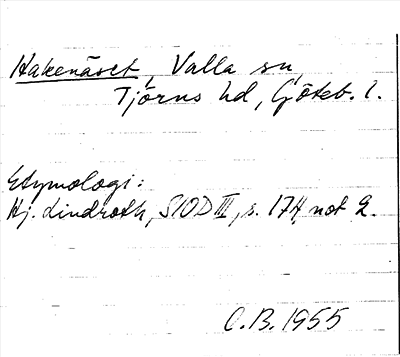 Hakenäset, Valla sn,
Tjörns hd, Göteb. l.
Etymologi:
Hj. Lindroth, SIOD III, s. 174 not 2.
C.B. 1955